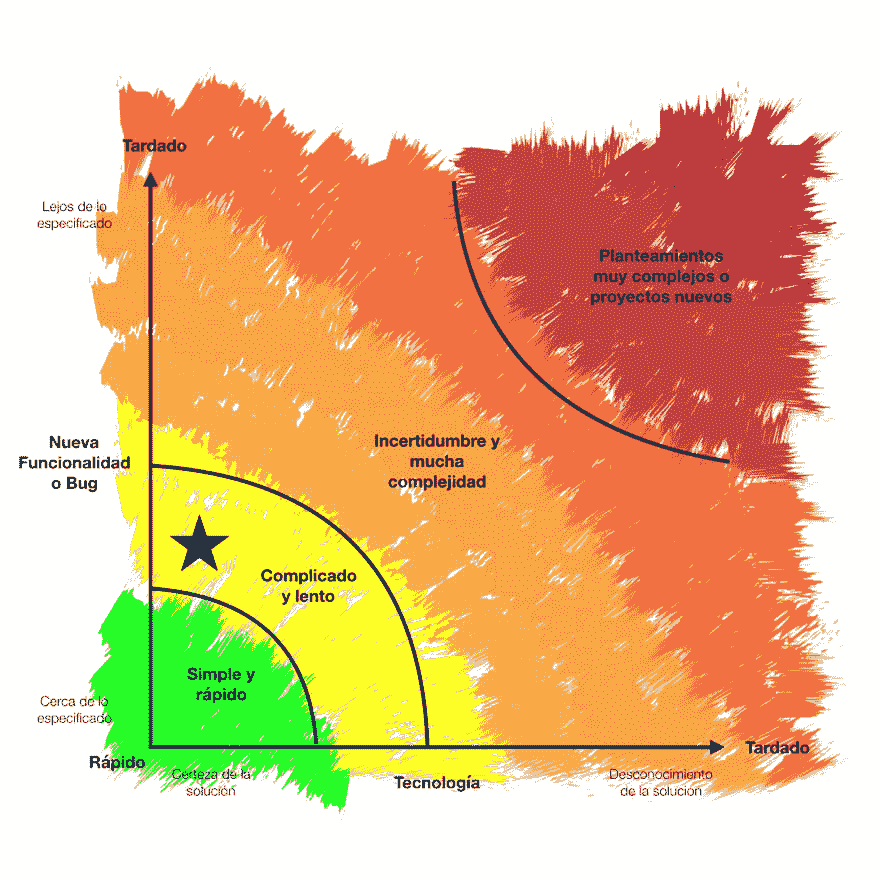 Tardado
Lejos de lo
especificado
Planteamientos
muy complejos o
proyectos nuevos
Nueva
Funcionalidad
o Bug
Incertidumbre y
mucha
complejidad
Complicado
y lento
Simple y
rápido
Cerca de lo
especificado
Rápido
Certeza de la
solución
Tecnología
Desconocimiento
de la solución
Tardado